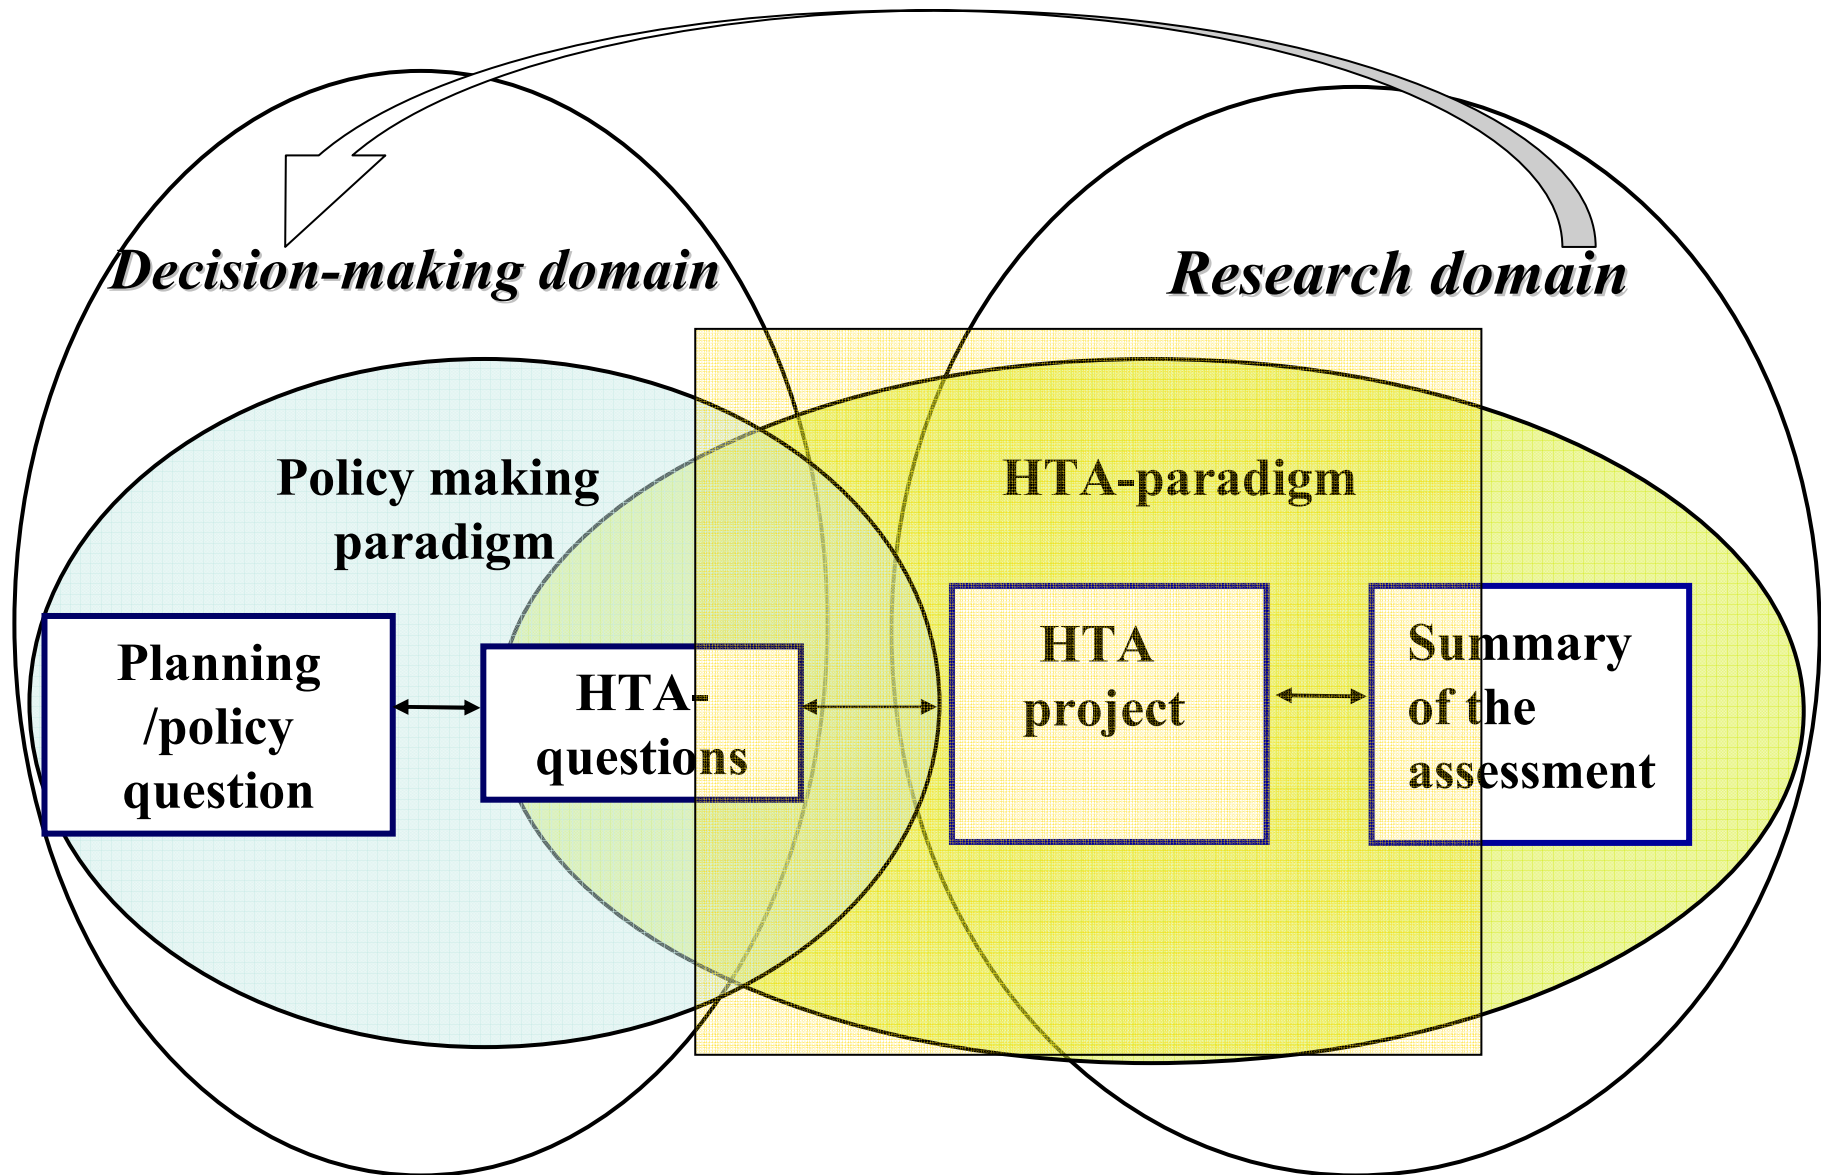 Decision-making domain
Research domain
Policy making
paradigm
HTA-paradigm
Planning
/policy
question
HTA-
questions
HTA
project
Summary
of the
assessment